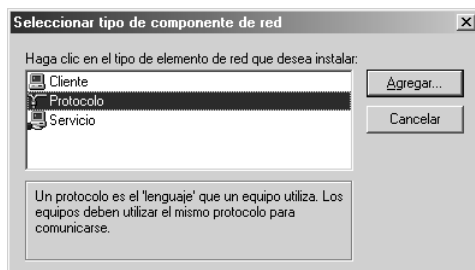 Seleccionar tipo de componente de red
Haga clic en el tipo de elemento de red que desea instalar:
Cliente
Protocolo
Servicio
Agregar...
Cancelar
Un protocolo es el 'lenguaje' que un equipo utiliza. Los
equipos deben utilizar el mismo protocolo para
comunicarse.